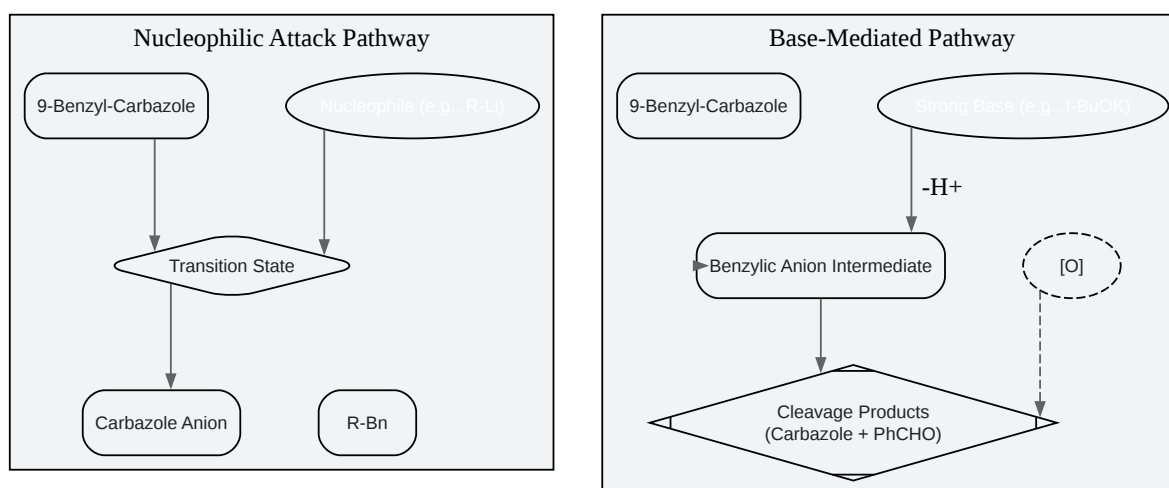 Nucleophilic Attack Pathway
9-Benzyl-Carbazole
Nucleophile (e.g., R-Li)
Transition State
Carbazole Anion
R-Bn
Base-Mediated Pathway
9-Benzyl-Carbazole
Strong Base (e.g., t-BuOK)
-H+
Benzylic Anion Intermediate
[O]
Cleavage Products
(Carbazole + PhCHO)